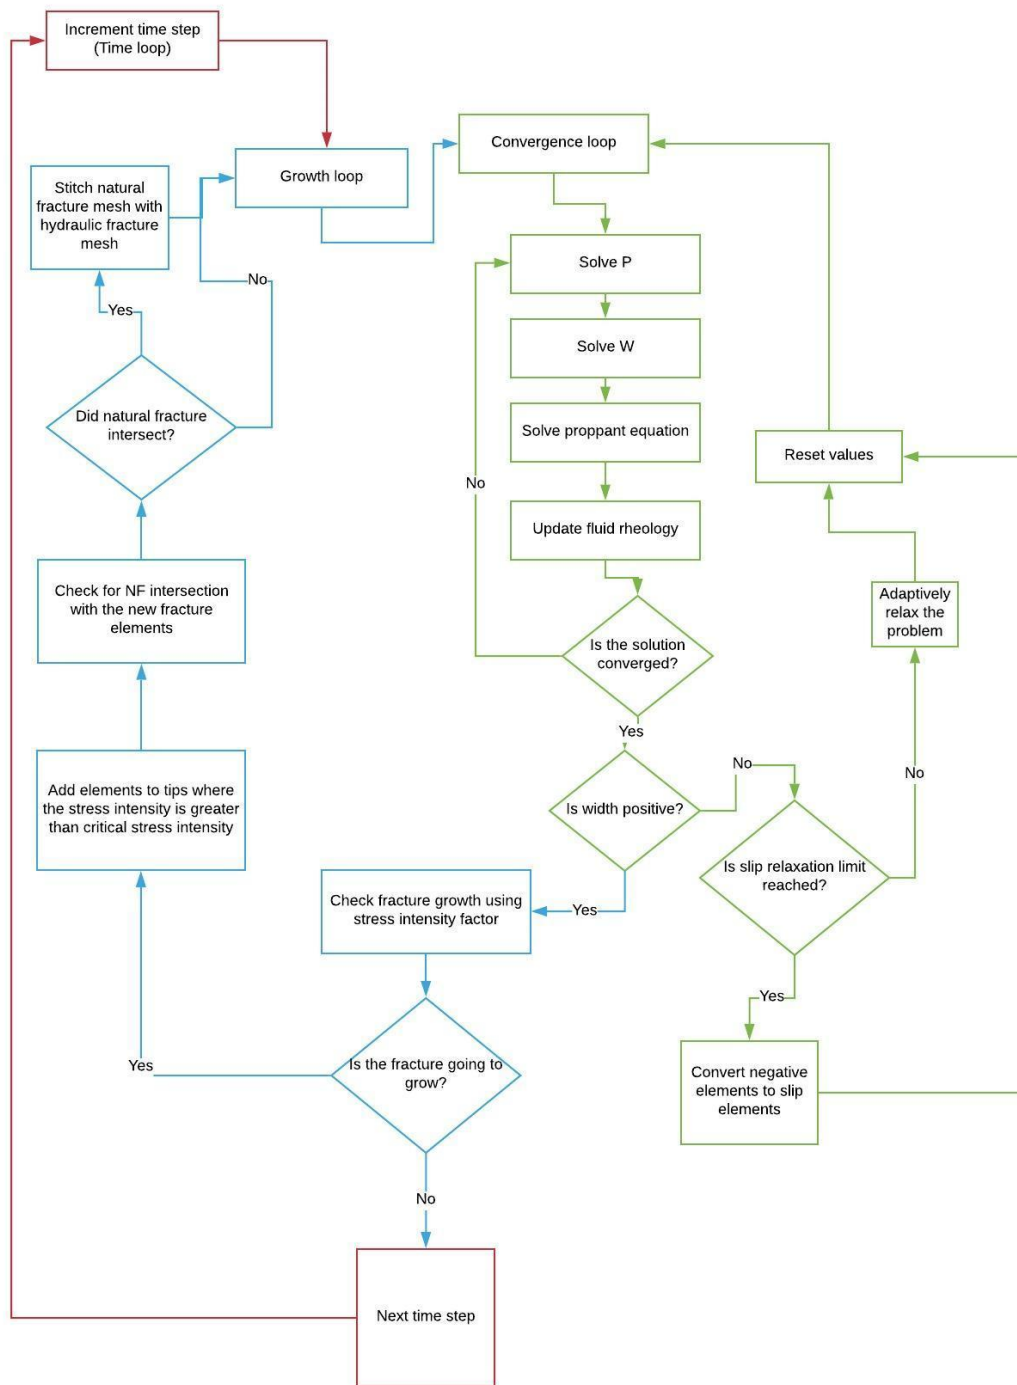 Increment time step
(Time loop)
Growth loop
Convergence loop
Stitch natural
fracture mesh with
hydraulic fracture
mesh
Solve P
No
Yes
Solve W
Did natural fracture
intersect?
Solve proppant equation
Reset values
No
Update fluid rheology
Check for NF intersection
with the new fracture
elements
Adaptively
relax the
problem
Is the solution
converged?
Yes
No
No
Add elements to tips where
the stress intensity is greater
than critical stress intensity
Is width positive?
Is slip relaxation limit
reached?
Check fracture growth using
stress intensity factor
Yes
Yes
Yes
Is the fracture going to
grow?
Convert negative
elements to slip
elements
No
Next time step